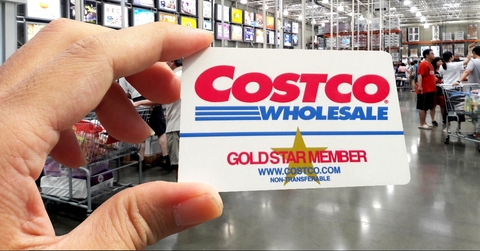 COSTCO
WHOLESALE
GOLD STAR MEMBER
WWW.COSTCO.COM
NON-TRANSFERABLE